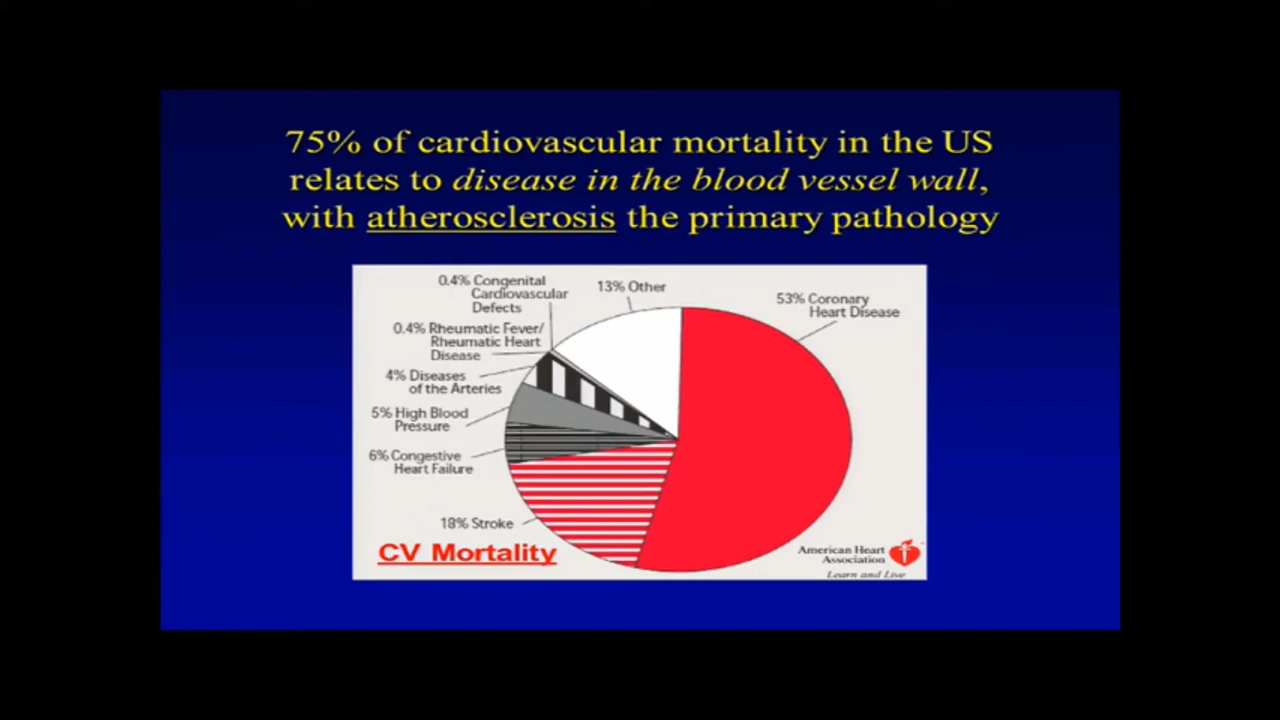 75% of cardiovascular mortality in the US
relates to disease in the blood vessel wall,
with atherosclerosis the primary pathology
0.4% Congenital
Cardiovascular
Defects
13% Other
53% Coronary
Heart Disease
0.4% Rheumatic Fever/
Rheumatic Heart
Disease
4% Diseases
of the Arteries
5% High Blood
Pressure
6% Congestive
Heart Failure
18% Stroke
CV Mortality
American Heart
Association
Learn and Live